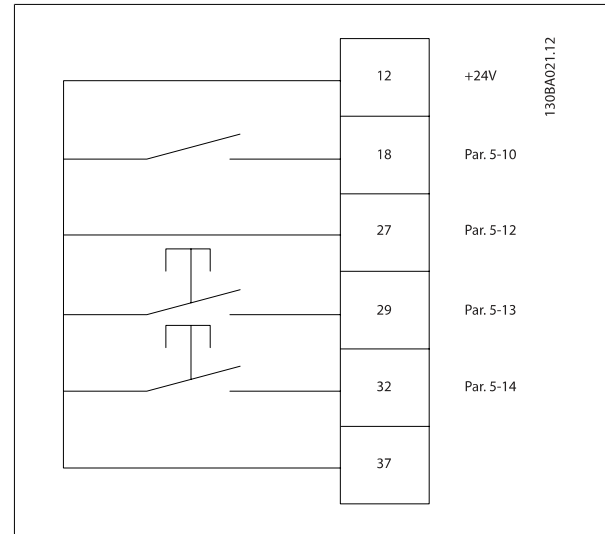 12 +24V
18 Par. 5-10
27 Par. 5-12
29 Par. 5-13
32 Par. 5-14
37
130BA021.12